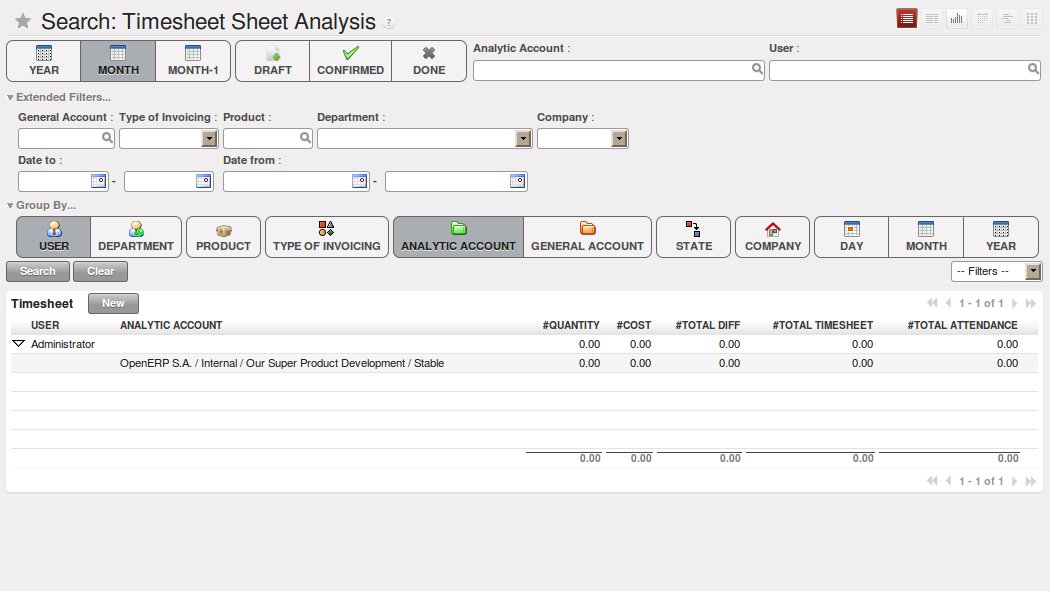 Search: Timesheet Sheet Analysis ?
YEAR MONTH MONTH-1 DRAFT CONFIRMED DONE
Analytic Account : User :
Extended Filters...
General Account : Type of Invoicing : Product : Department : Company :
Date to : Date from :
- -
Group By...
USER DEPARTMENT PRODUCT TYPE OF INVOICING ANALYTIC ACCOUNT GENERAL ACCOUNT STATE COMPANY DAY MONTH YEAR
Search Clear -- Filters --
Timesheet New 1 - 1 of 1
USER ANALYTIC ACCOUNT #QUANTITY #COST #TOTAL DIFF #TOTAL TIMESHEET #TOTAL ATTENDANCE
Administrator 0.00 0.00 0.00 0.00 0.00
OpenERP S.A. / Internal / Our Super Product Development / Stable 0.00 0.00 0.00 0.00 0.00
0.00 0.00 0.00 0.00 0.00
1 - 1 of 1